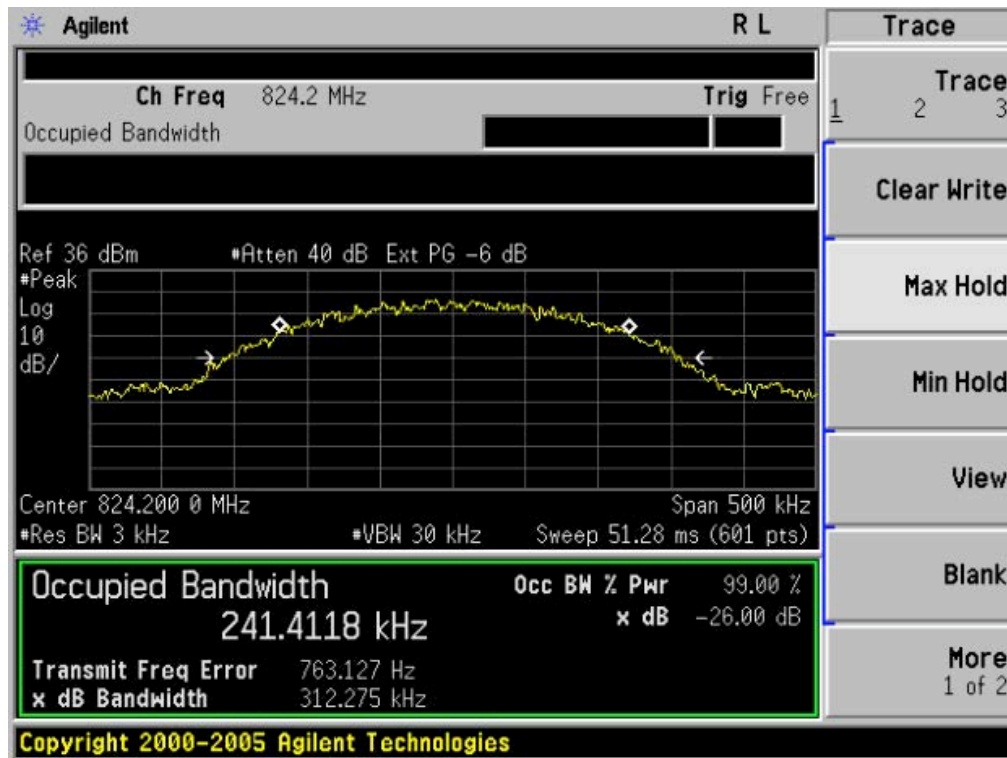 Agilent R L Trace
Ch Freq 824.2 MHz Trig Free
Occupied Bandwidth
Trace
1 2 3
Clear Write
Max Hold
Min Hold
View
Blank
More
1 of 2
Ref 36 dBm #Atten 40 dB Ext PG -6 dB
#Peak
Log
10
dB/
Center 824.200 0 MHz Span 500 kHz
#Res BW 3 kHz #VBW 30 kHz Sweep 51.28 ms (601 pts)
Occupied Bandwidth
241.4118 kHz
Occ BW % Pwr 99.00 %
x dB -26.00 dB
Transmit Freq Error 763.127 Hz
x dB Bandwidth 312.275 kHz
Copyright 2000-2005 Agilent Technologies